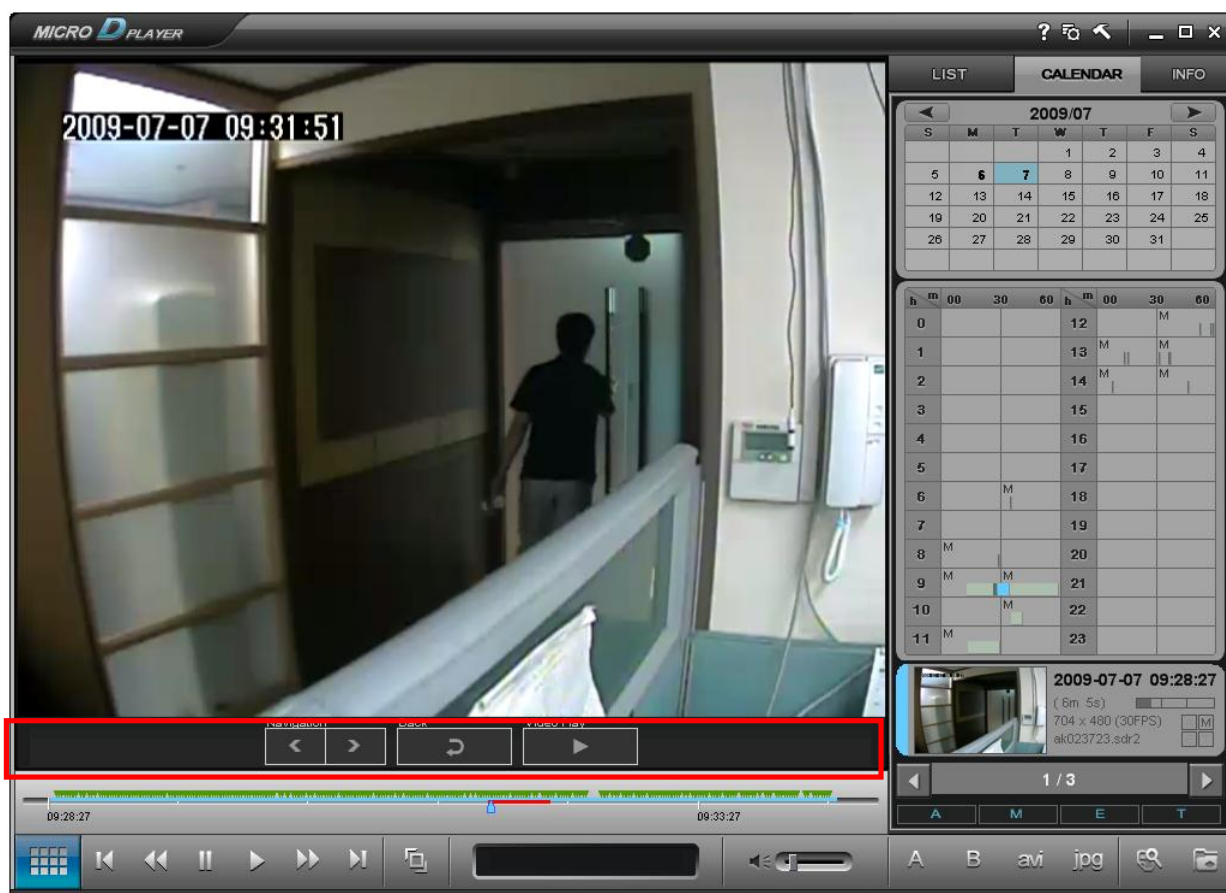 MICRO D PLAYER
?
LIST CALENDAR INFO
2009-07-07 09:31:51
2009/07
S M T W T F S
1 2 3 4
5 6 7 8 9 10 11
12 13 14 15 16 17 18
19 20 21 22 23 24 25
26 27 28 29 30 31
h m 00 30 60 h m 00 30 60
0 12 M
1 13 M M
2 14 M M
3 15
4 16
5 17
6 M 18
7 19
8 M 20
9 M M 21
10 M 22
11 M 23
2009-07-07 09:28:27
( 6m 5s)
704 x 480 (30FPS) M
ak023723.sdr2
Navigation Back Video Play
1 / 3
A M E T
09:28:27 09:33:27
A B avi jpg